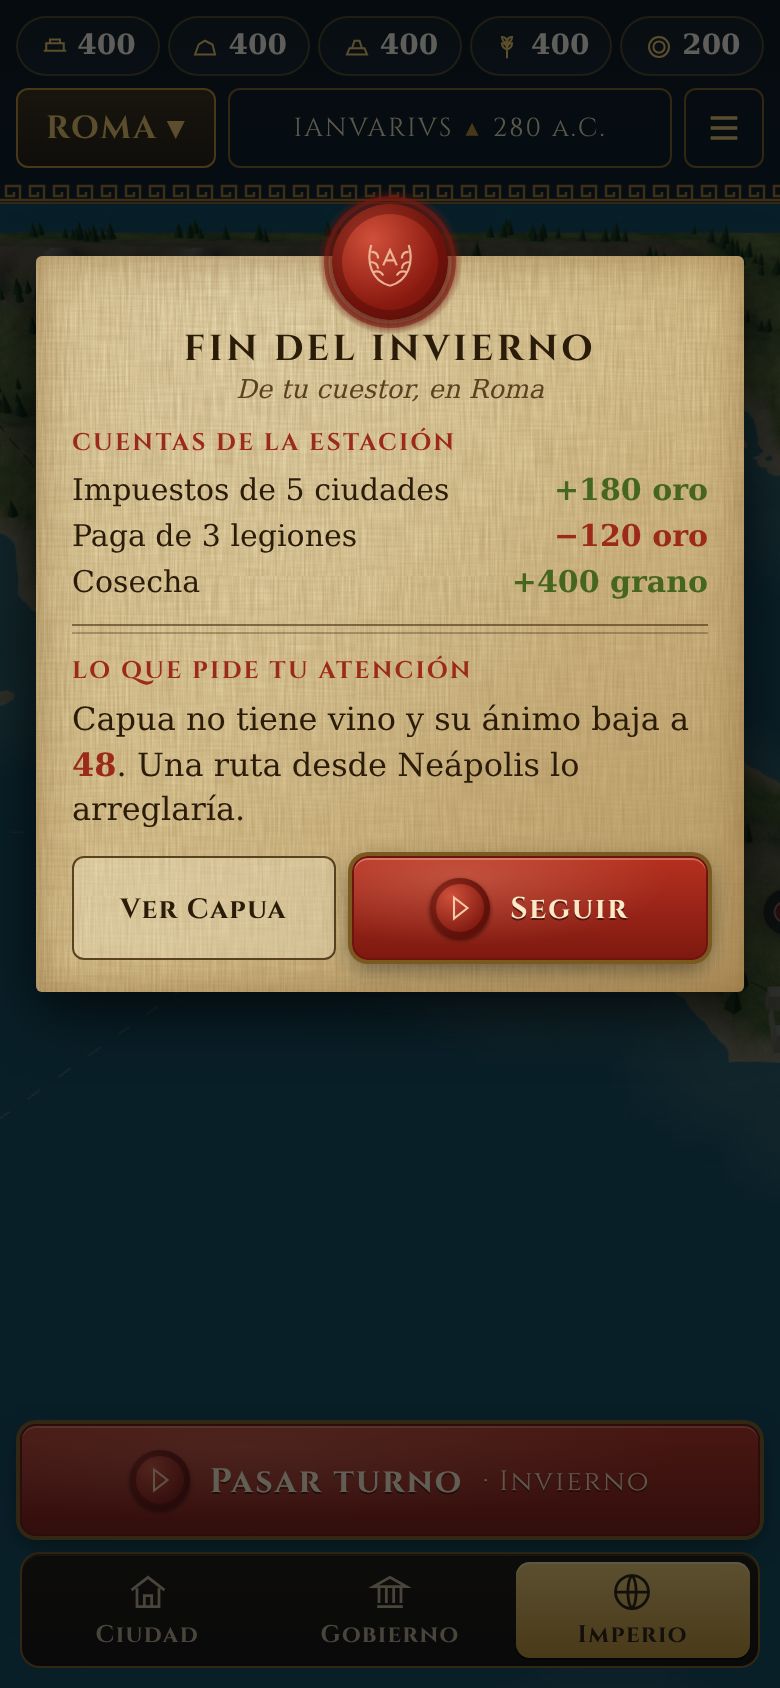 400 400 400 400 200
ROMA ▼ IANVARIVS ▲ 280 A.C.
A
FIN DEL INVIERNO
De tu cuestor, en Roma
CUENTAS DE LA ESTACIÓN
Impuestos de 5 ciudades +180 oro
Paga de 3 legiones −120 oro
Cosecha +400 grano
LO QUE PIDE TU ATENCIÓN
Capua no tiene vino y su ánimo baja a
48. Una ruta desde Neápolis lo
arreglaría.
VER CAPUA SEGUIR
PASAR TURNO · INVIERNO
CIUDAD GOBIERNO IMPERIO